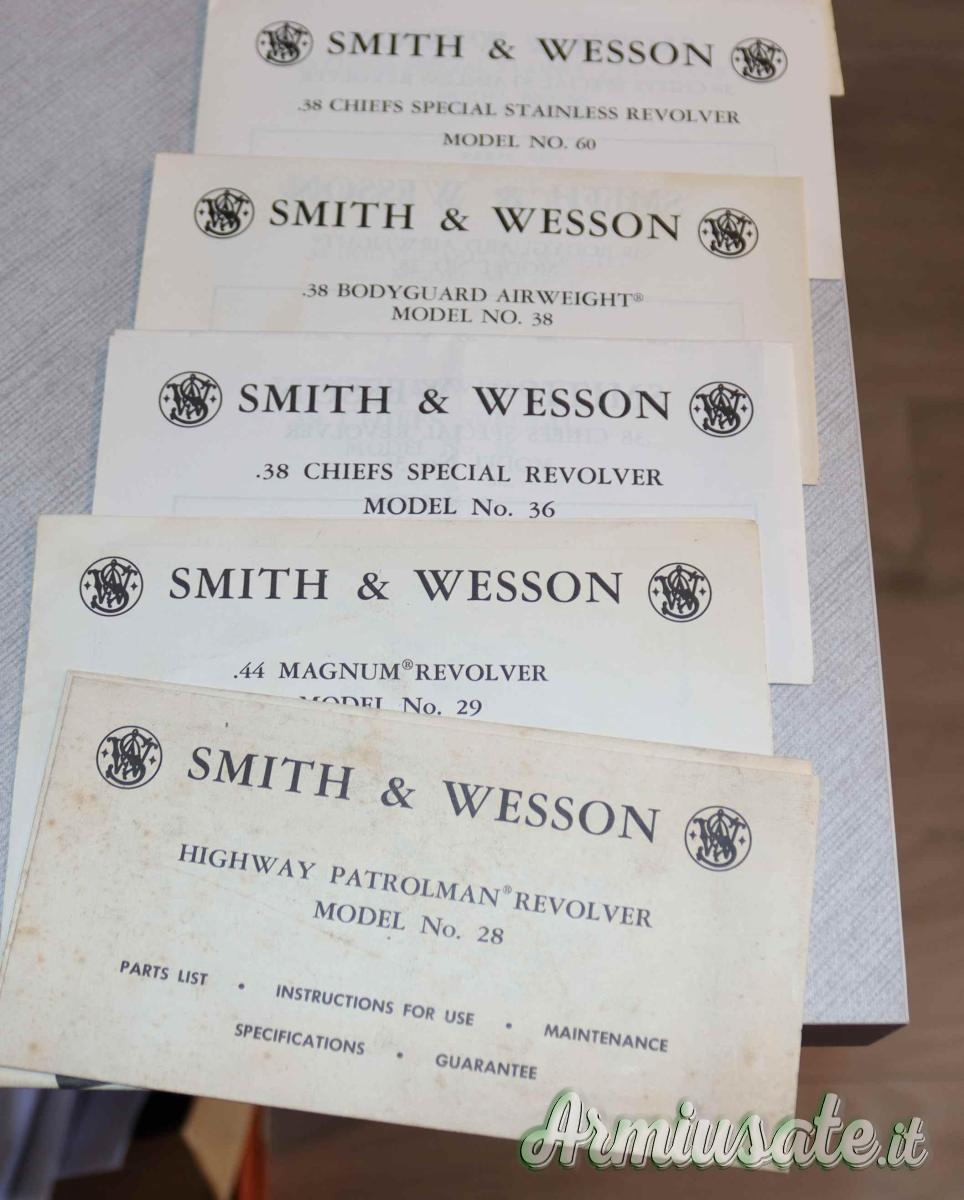 SMITH & WESSON
.38 CHIEFS SPECIAL STAINLESS REVOLVER
MODEL NO. 60
SMITH & WESSON
.38 BODYGUARD AIRWEIGHT®
MODEL NO. 38
SMITH & WESSON
.38 CHIEFS SPECIAL REVOLVER
MODEL No. 36
SMITH & WESSON
.44 MAGNUM® REVOLVER
MODEL No. 29
SMITH & WESSON
HIGHWAY PATROLMAN® REVOLVER
MODEL No. 28
PARTS LIST • INSTRUCTIONS FOR USE • MAINTENANCE
SPECIFICATIONS • GUARANTEE
Armiusate.it